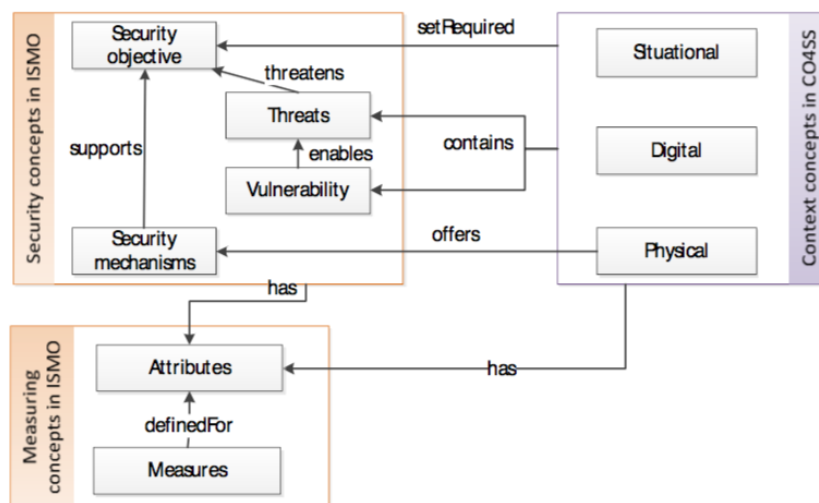 Security concepts in ISMO
Security
objective
setRequired
Situational
threatens
Threats
supports
enables
contains
Digital
Vulnerability
Security
mechanisms
offers
Physical
Context concepts in CO4SS
has
Measuring
concepts in ISMO
Attributes
has
definedFor
Measures